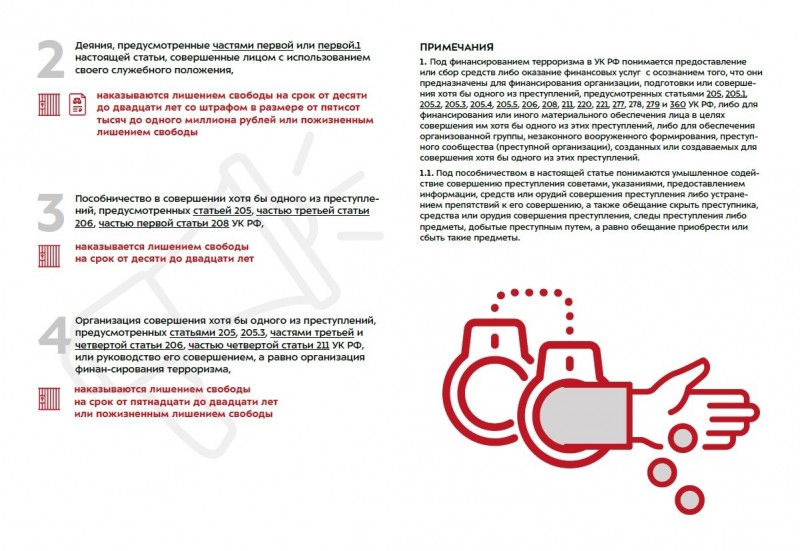 2
Деяния, предусмотренные частями первой или первой.1
настоящей статьи, совершенные лицом с использованием
своего служебного положения,
наказываются лишением свободы на срок от десяти
до двадцати лет со штрафом в размере от пятисот
тысяч до одного миллиона рублей или пожизненным
лишением свободы
3
Пособничество в совершении хотя бы одного из преступле-
ний, предусмотренных статьей 205, частью третьей статьи
206, частью первой статьи 208 УК РФ,
наказывается лишением свободы
на срок от десяти до двадцати лет
4
Организация совершения хотя бы одного из преступлений,
предусмотренных статьями 205, 205.3, частями третьей и
четвертой статьи 206, частью четвертой статьи 211 УК РФ,
или руководство его совершением, а равно организация
финан-сирования терроризма,
наказываются лишением свободы
на срок от пятнадцати до двадцати лет
или пожизненным лишением свободы
ПРИМЕЧАНИЯ
1. Под финансированием терроризма в УК РФ понимается предоставление
или сбор средств либо оказание финансовых услуг с осознанием того, что они
предназначены для финансирования организации, подготовки или соверше-
ния хотя бы одного из преступлений, предусмотренных статьями 205, 205.1,
205.2, 205.3, 205.4, 205.5, 206, 208, 211, 220, 221, 277, 278, 279 и 360 УК РФ, либо для
финансирования или иного материального обеспечения лица в целях
совершения им хотя бы одного из этих преступлений, либо для обеспечения
организованной группы, незаконного вооруженного формирования, преступ-
ного сообщества (преступной организации), созданных или создаваемых для
совершения хотя бы одного из этих преступлений.
1.1. Под пособничеством в настоящей статье понимаются умышленное содей-
ствие совершению преступления советами, указаниями, предоставлением
информации, средств или орудий совершения преступления либо устране-
нием препятствий к его совершению, а также обещание скрыть преступника,
средства или орудия совершения преступления, следы преступления либо
предметы, добытые преступным путем, а равно обещание приобрести или
сбыть такие предметы.